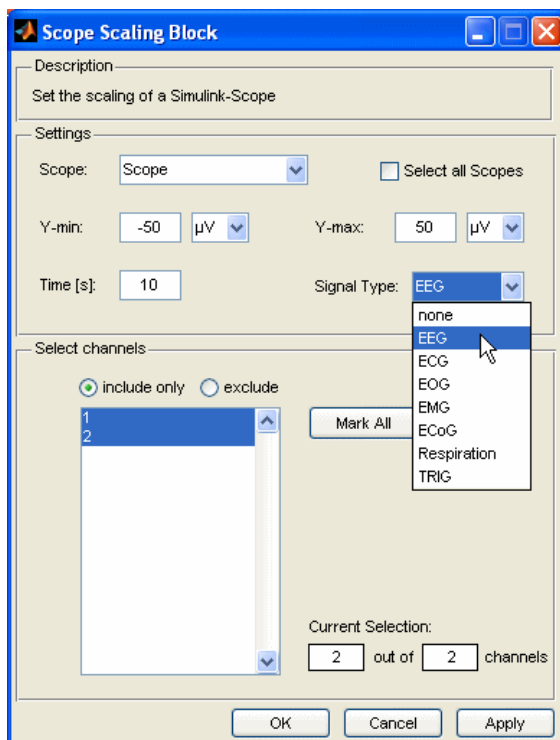 Scope Scaling Block
Description
Set the scaling of a Simulink-Scope
Settings
Scope: Scope Select all Scopes
Y-min: -50 µV Y-max: 50 µV
Time [s]: 10 Signal Type: EEG
none
EEG
ECG
EOG
EMG
ECoG
Respiration
TRIG
Select channels
include only exclude
1
2
Mark All
Current Selection:
2 out of 2 channels
OK Cancel Apply